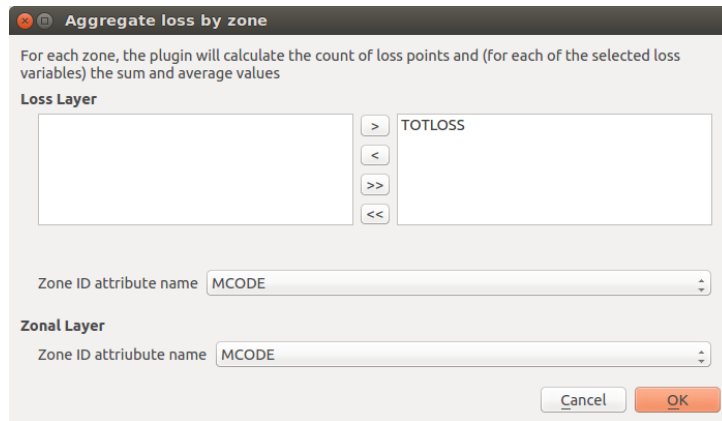 Aggregate loss by zone
For each zone, the plugin will calculate the count of loss points and (for each of the selected loss
variables) the sum and average values
Loss Layer
>
TOTLOSS
<
>>
<<
Zone ID attribute name MCODE
Zonal Layer
Zone ID attriubute name MCODE
Cancel OK